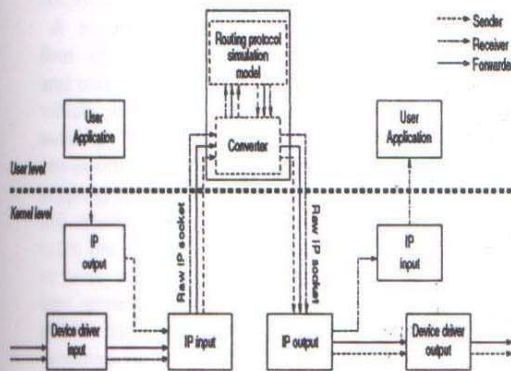 Routing protocol
simulation
model
Sender
Receiver
Forwarder
User
Application
Converter
User
Application
User level
Kernel level
IP
output
Raw IP socket
Raw IP socket
IP
input
Device driver
input
IP input
IP output
Device driver
output